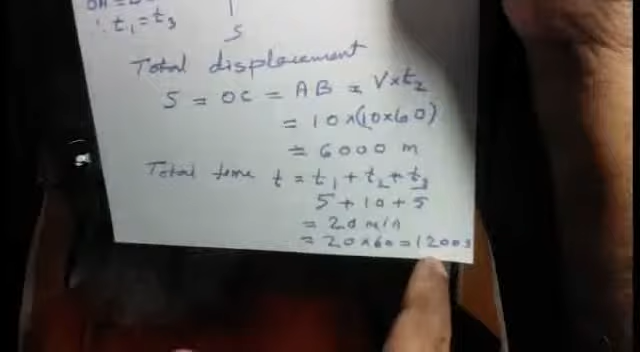 ∴ t₁ = t₃
S
Total displacement
S = OC = AB = V×t₂
= 10×(10×60)
= 6000 m
Total time t = t₁ + t₂ + t₃
5 + 10 + 5
= 20 min
= 20×60 = 1200s